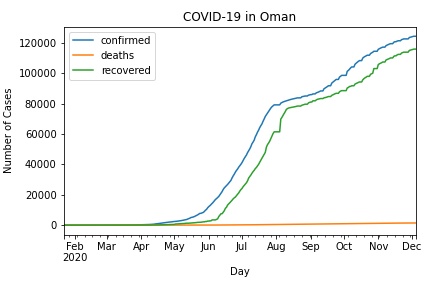 COVID-19 in Oman
confirmed
deaths
recovered
Number of Cases
120000
100000
80000
60000
40000
20000
0
Feb Mar Apr May Jun Jul Aug Sep Oct Nov Dec
2020
Day